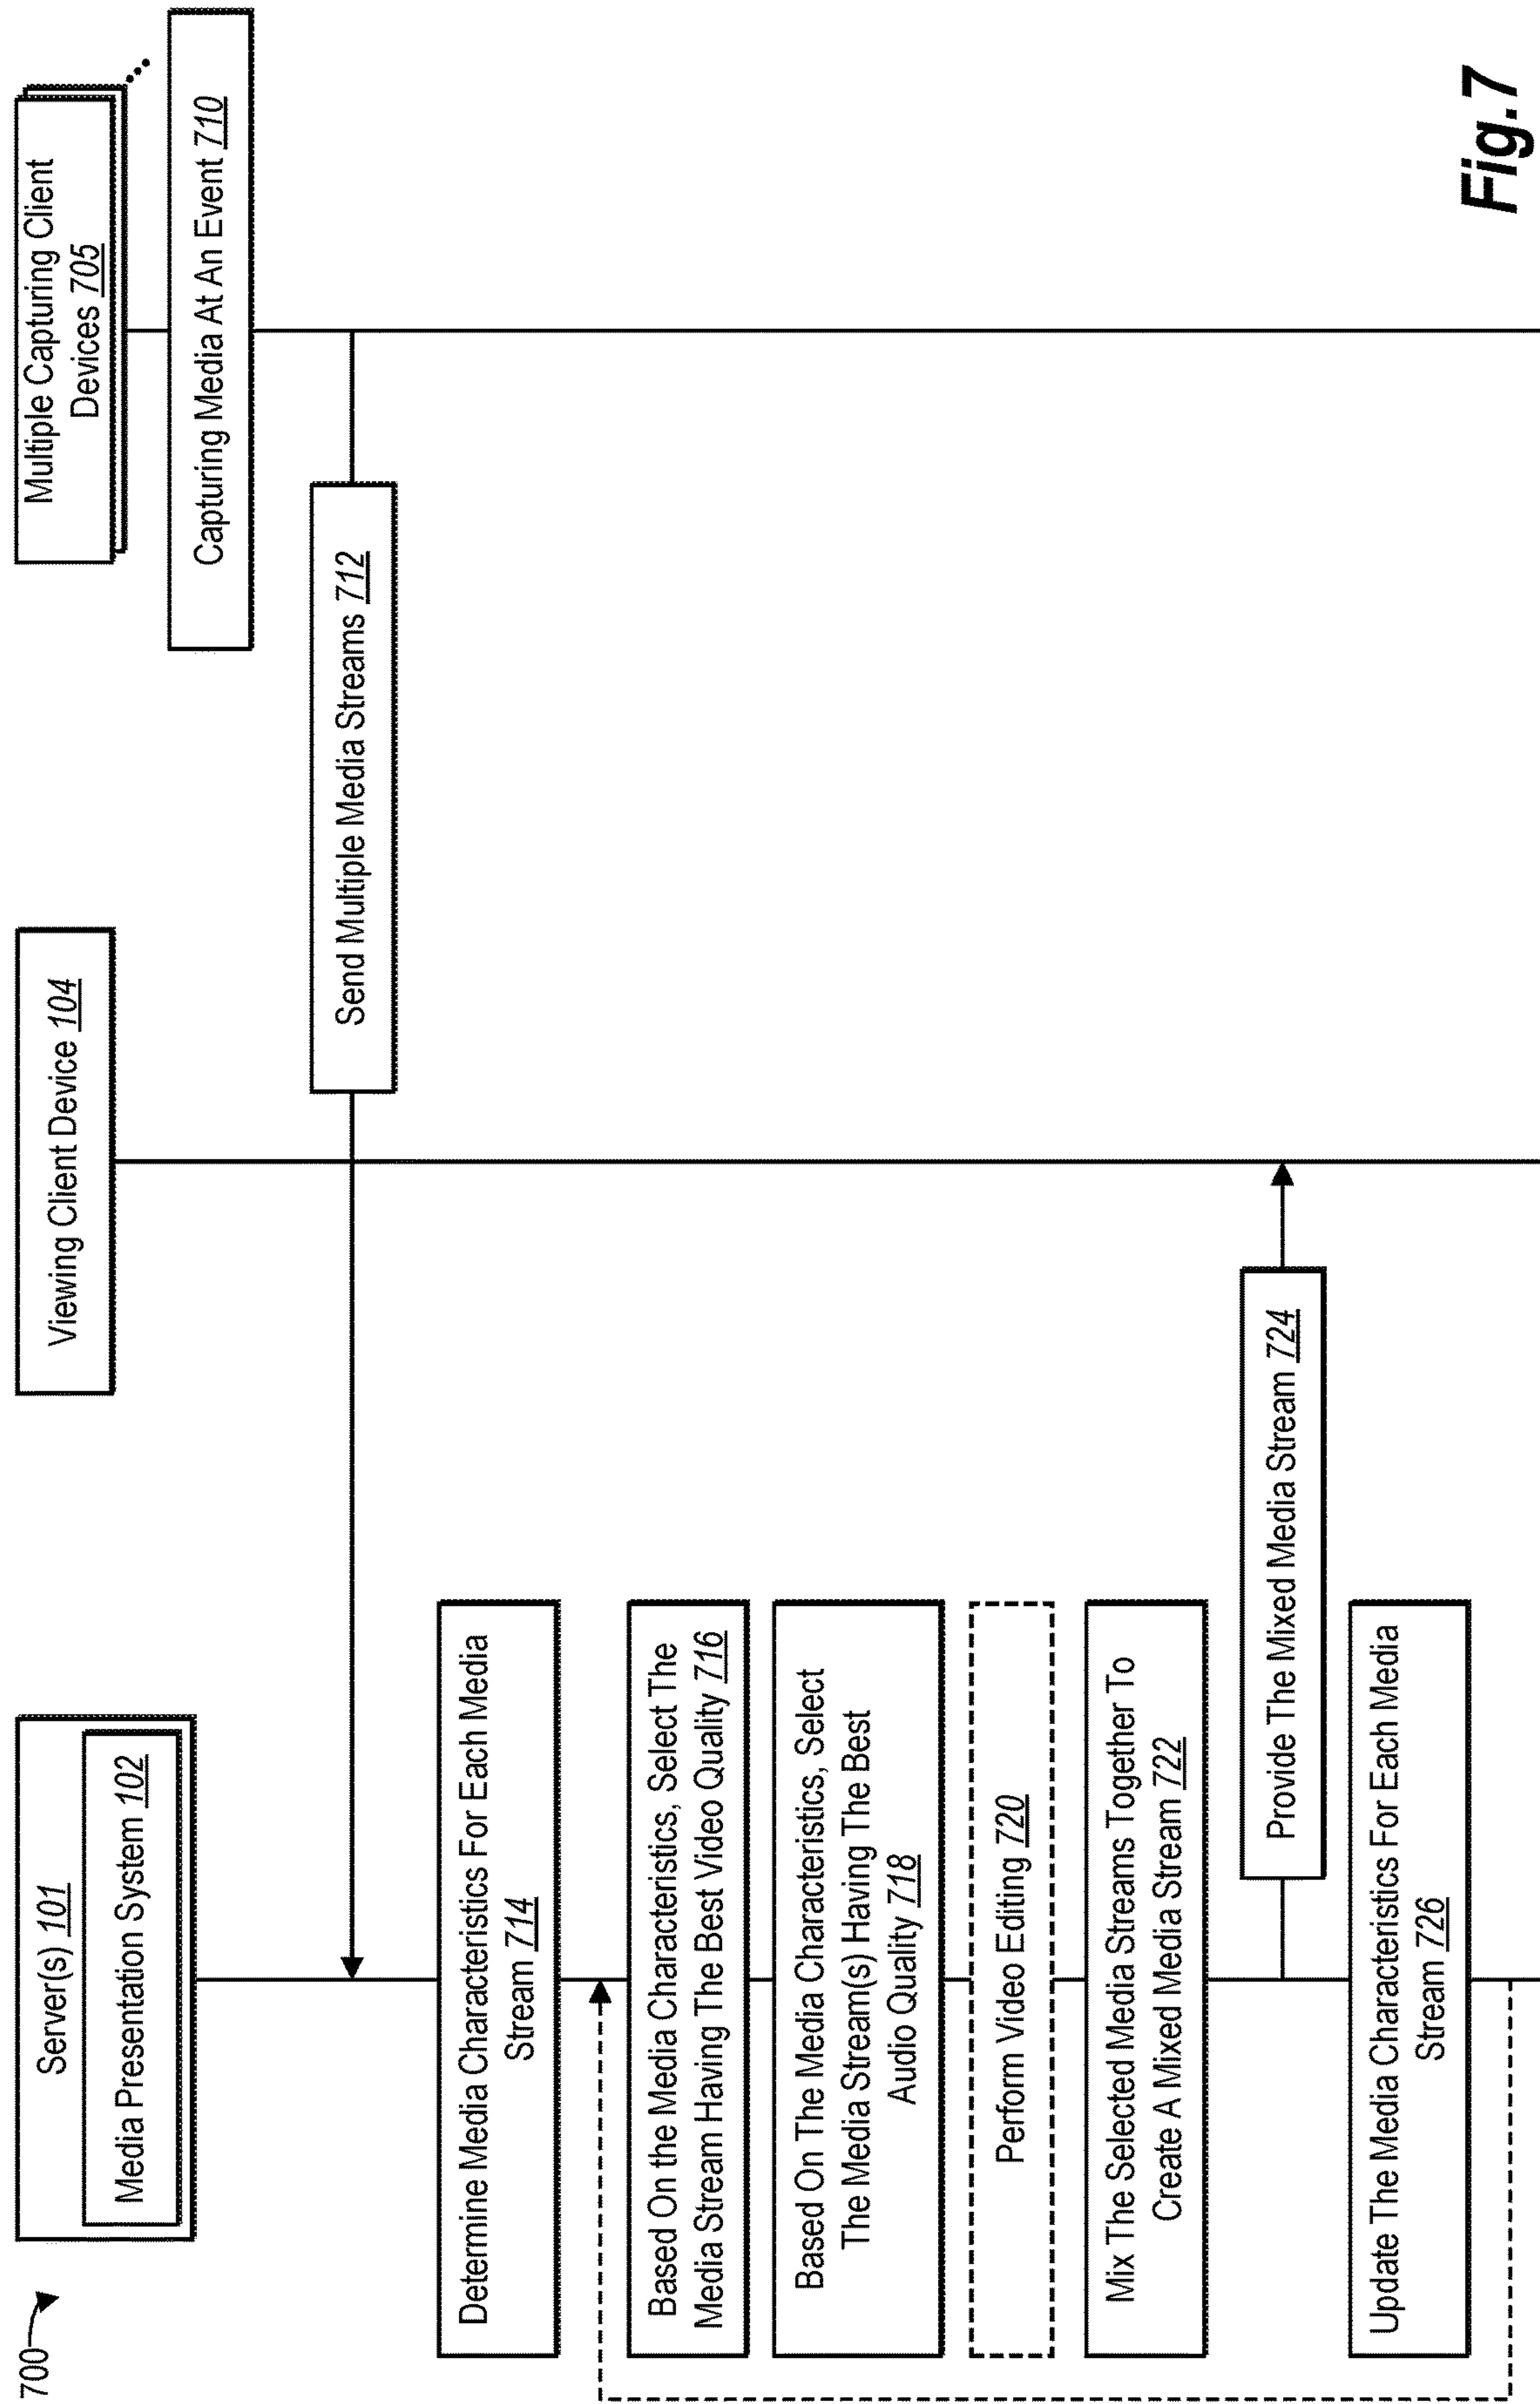 700
Server(s) 101
Media Presentation System 102
Viewing Client Device 104
Multiple Capturing Client
Devices 705
Capturing Media At An Event 710
Send Multiple Media Streams 712
Determine Media Characteristics For Each Media
Stream 714
Based On the Media Characteristics, Select The
Media Stream Having The Best Video Quality 716
Based On The Media Characteristics, Select
The Media Stream(s) Having The Best
Audio Quality 718
Perform Video Editing 720
Mix The Selected Media Streams Together To
Create A Mixed Media Stream 722
Provide The Mixed Media Stream 724
Update The Media Characteristics For Each Media
Stream 726
Fig.7